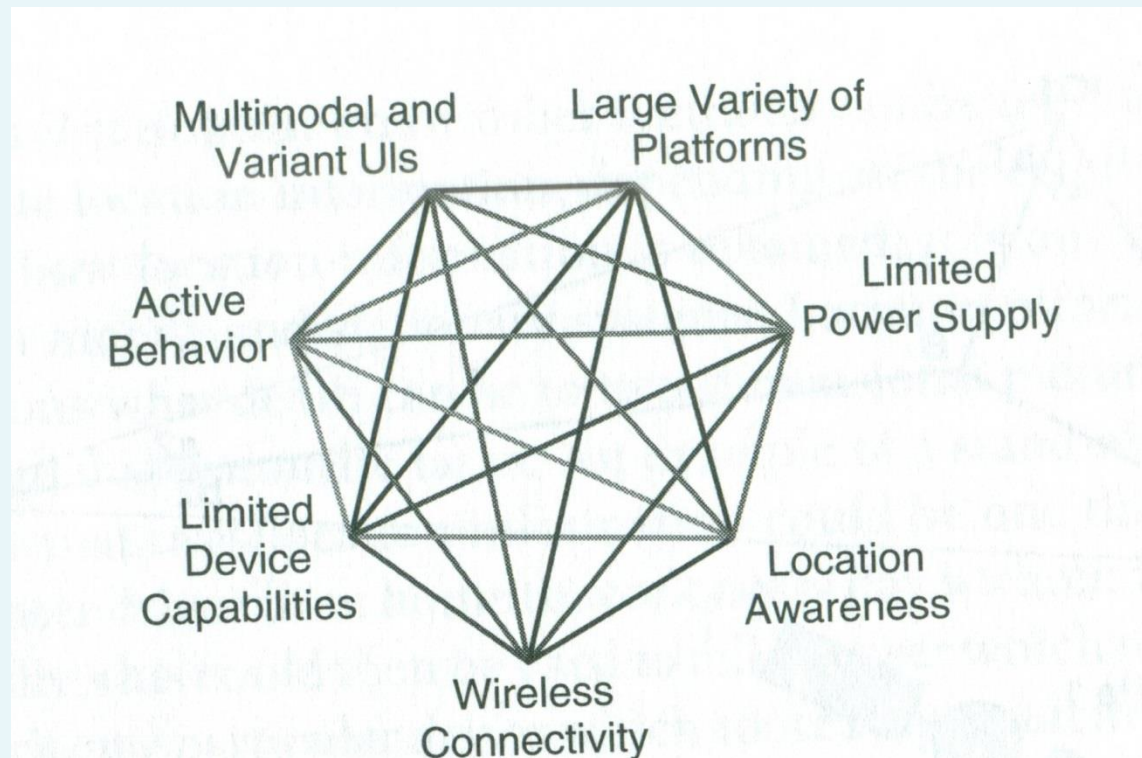 Multimodal and
Variant UIs
Large Variety of
Platforms
Active
Behavior
Limited
Power Supply
Limited
Device
Capabilities
Location
Awareness
Wireless
Connectivity